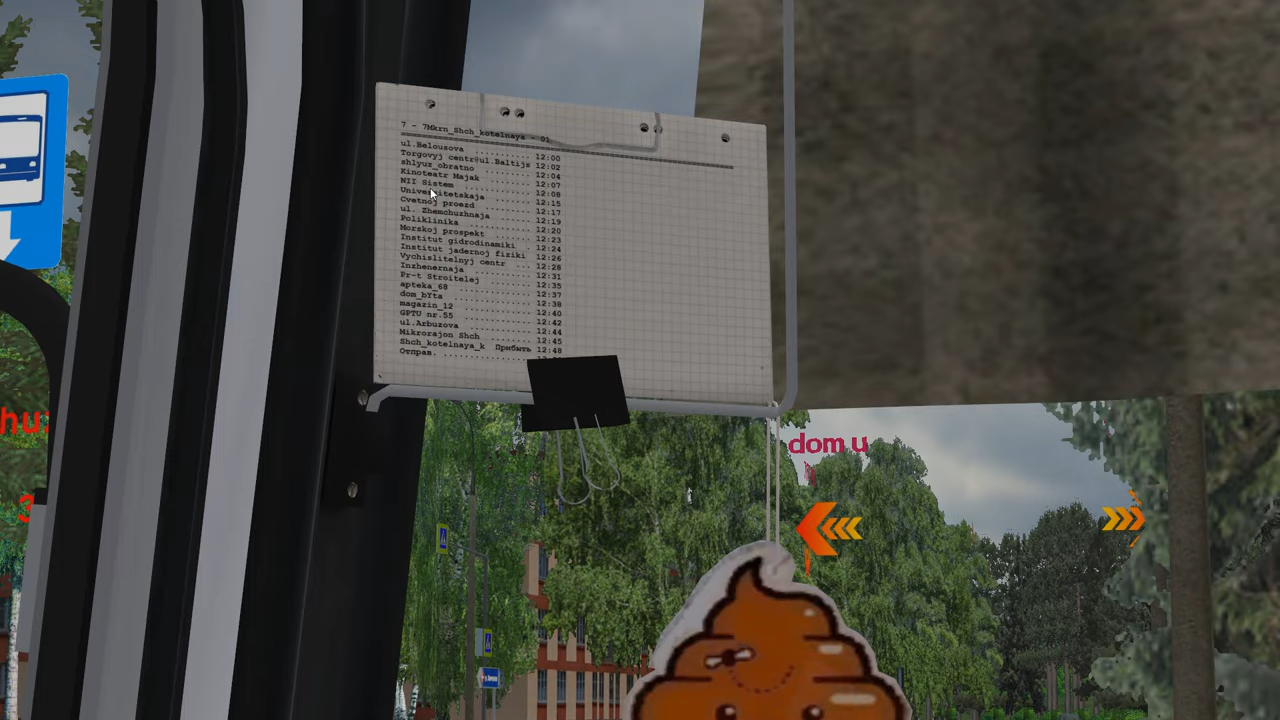 7 - 7Mkrn_Shch_kotelnaya - 01
ul.Belousova .......... 12:00
Torgovyj centr@ul.Baltijs 12:02
shlyuz_obratno ........ 12:04
Kinoteatr Majak ....... 12:07
NII Sistem ............ 12:08
Universitetskaja ...... 12:15
Cvetnoj proezd ........ 12:17
ul. Zhemchuzhnaja ..... 12:19
Poliklinika ........... 12:20
Morskoj prospekt ...... 12:23
Institut gidrodinamiki . 12:24
Institut jadernoj fiziki 12:26
Vychislitelnyj centr ... 12:28
Inzhenernaja .......... 12:31
Pr-t Stroitelej ....... 12:35
apteka_68 ............. 12:37
dom_bYta .............. 12:38
magazin_12 ............ 12:40
GPTU nr.55 ............ 12:42
ul.Arbuzova ........... 12:44
Mikrorajon Shch ....... 12:45
Shch_kotelnaya_k Прибыть 12:48
Отправ. ...............
dom u
hu
3